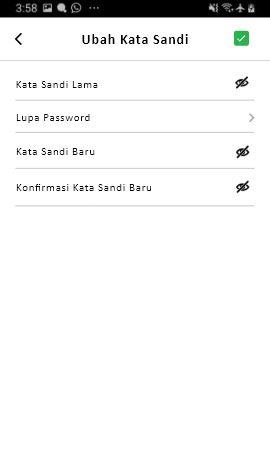 3:58
Ubah Kata Sandi
Kata Sandi Lama
Lupa Password
Kata Sandi Baru
Konfirmasi Kata Sandi Baru